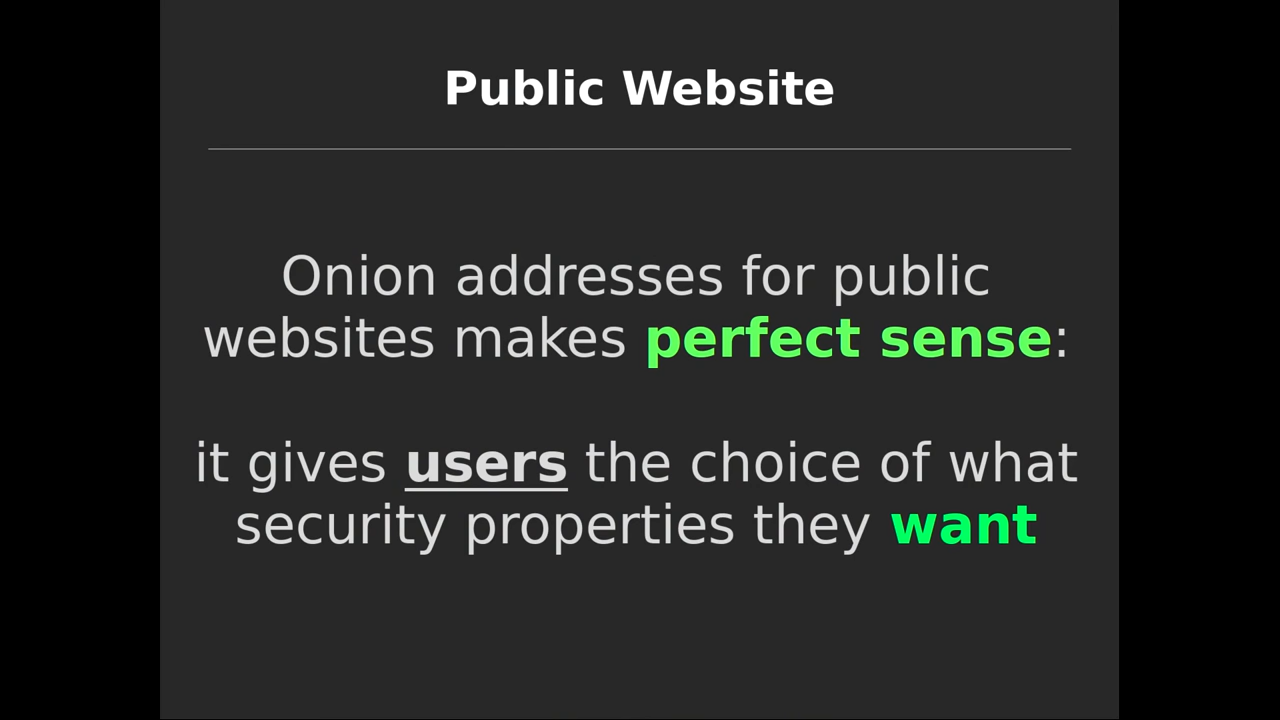 Public Website
Onion addresses for public
websites makes perfect sense:
it gives users the choice of what
security properties they want